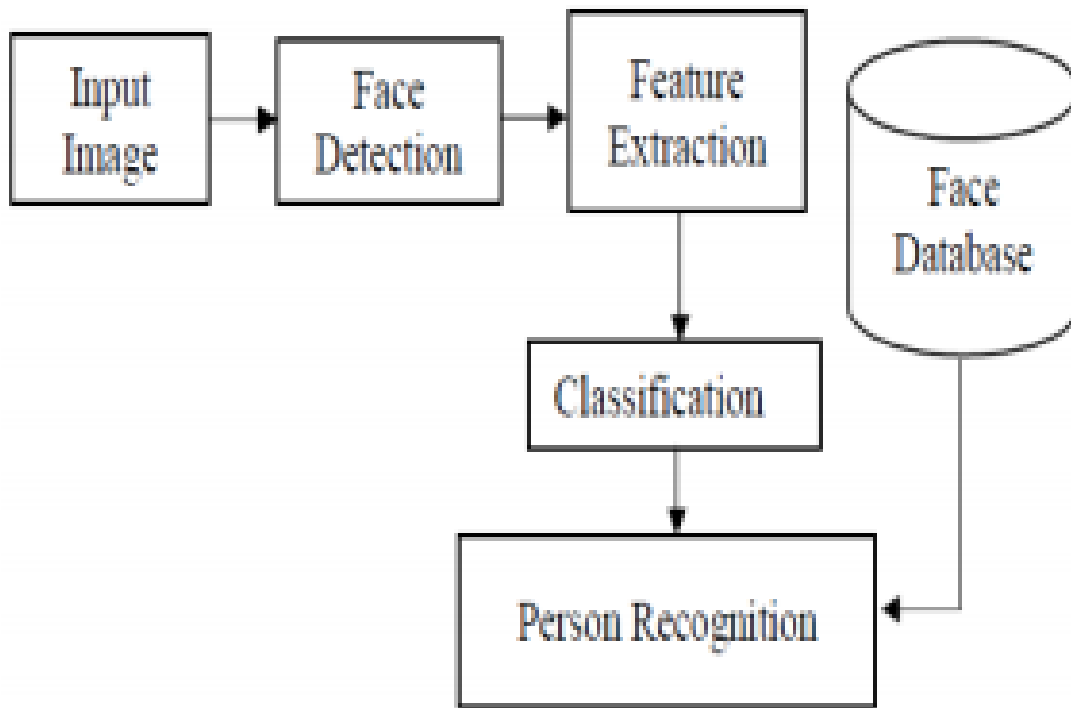 Input
Image
Face
Detection
Feature
Extraction
Face
Database
Classification
Person Recognition